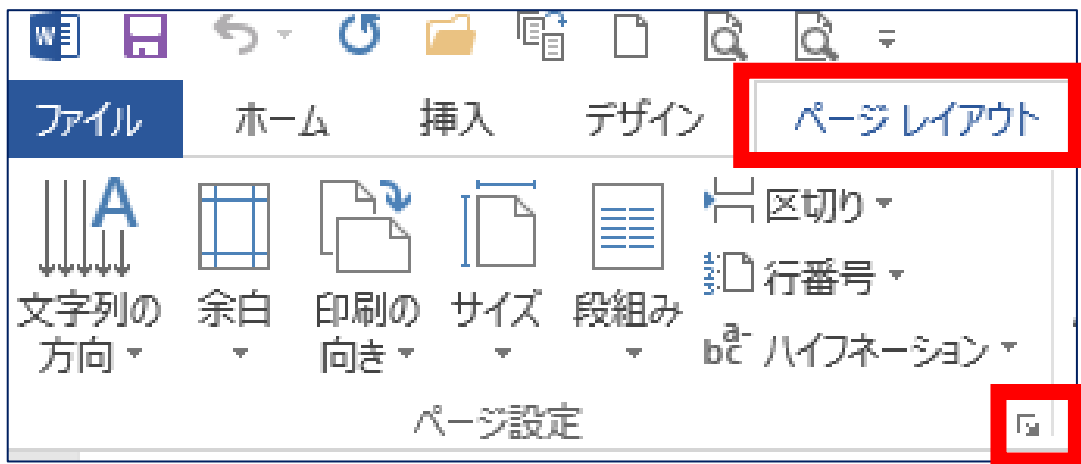 ファイル ホーム 挿入 デザイン ページ レイアウト
文字列の方向
余白
印刷の向き
サイズ
段組み
区切り
行番号
ハイフネーション
ページ設定